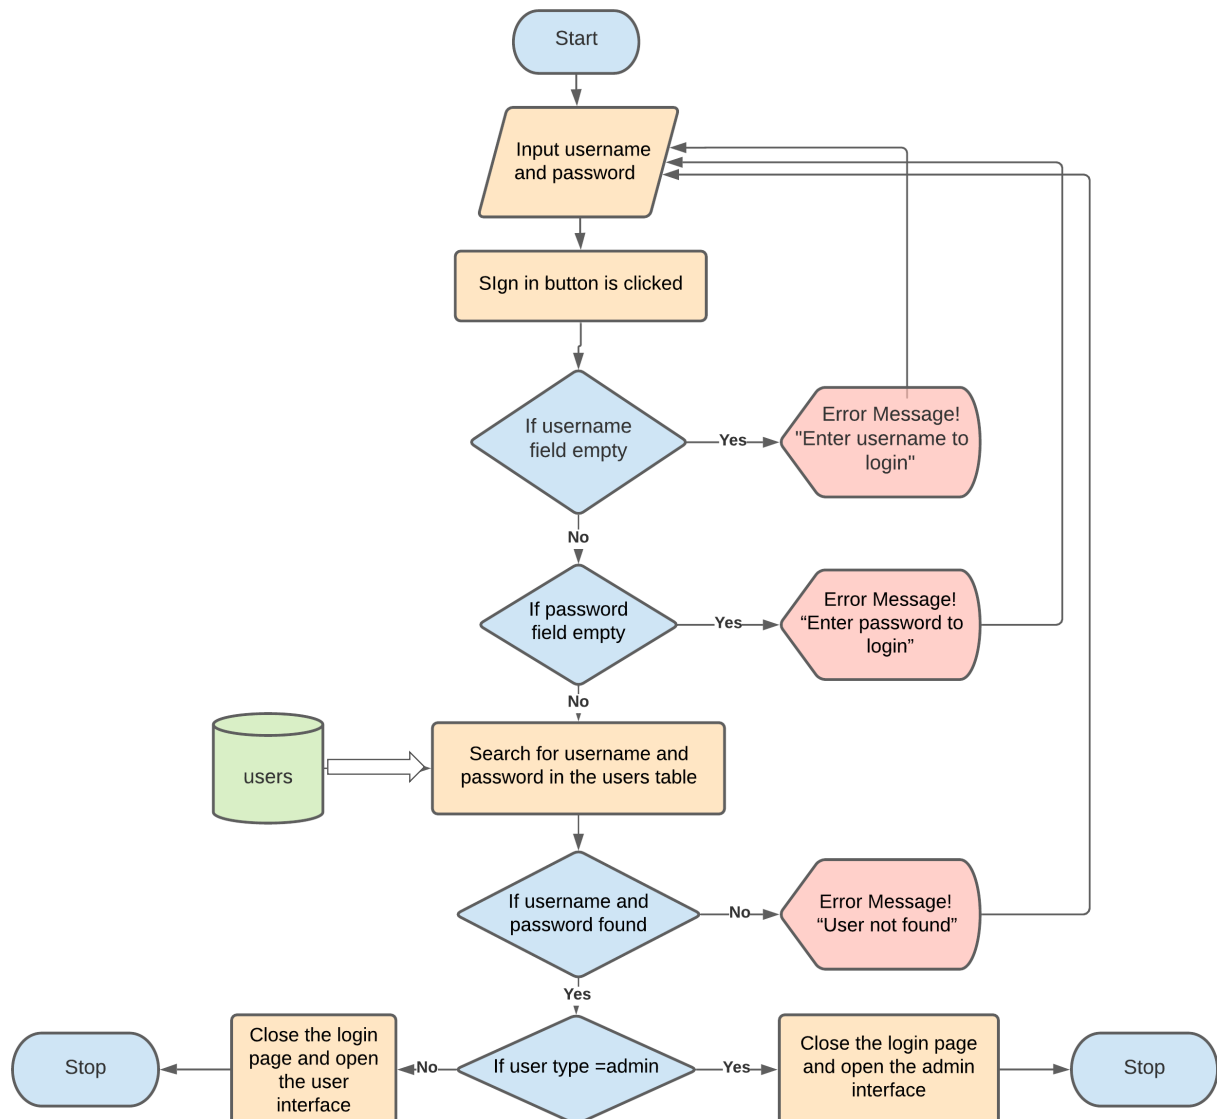 Start
Input username
and password
SIgn in button is clicked
If username
field empty
Yes
Error Message!
"Enter username to
login"
No
If password
field empty
Yes
Error Message!
“Enter password to
login”
No
users
Search for username and
password in the users table
If username and
password found
No
Error Message!
“User not found”
Yes
Stop
Close the login
page and open
the user
interface
No
If user type =admin
Yes
Close the login page
and open the admin
interface
Stop